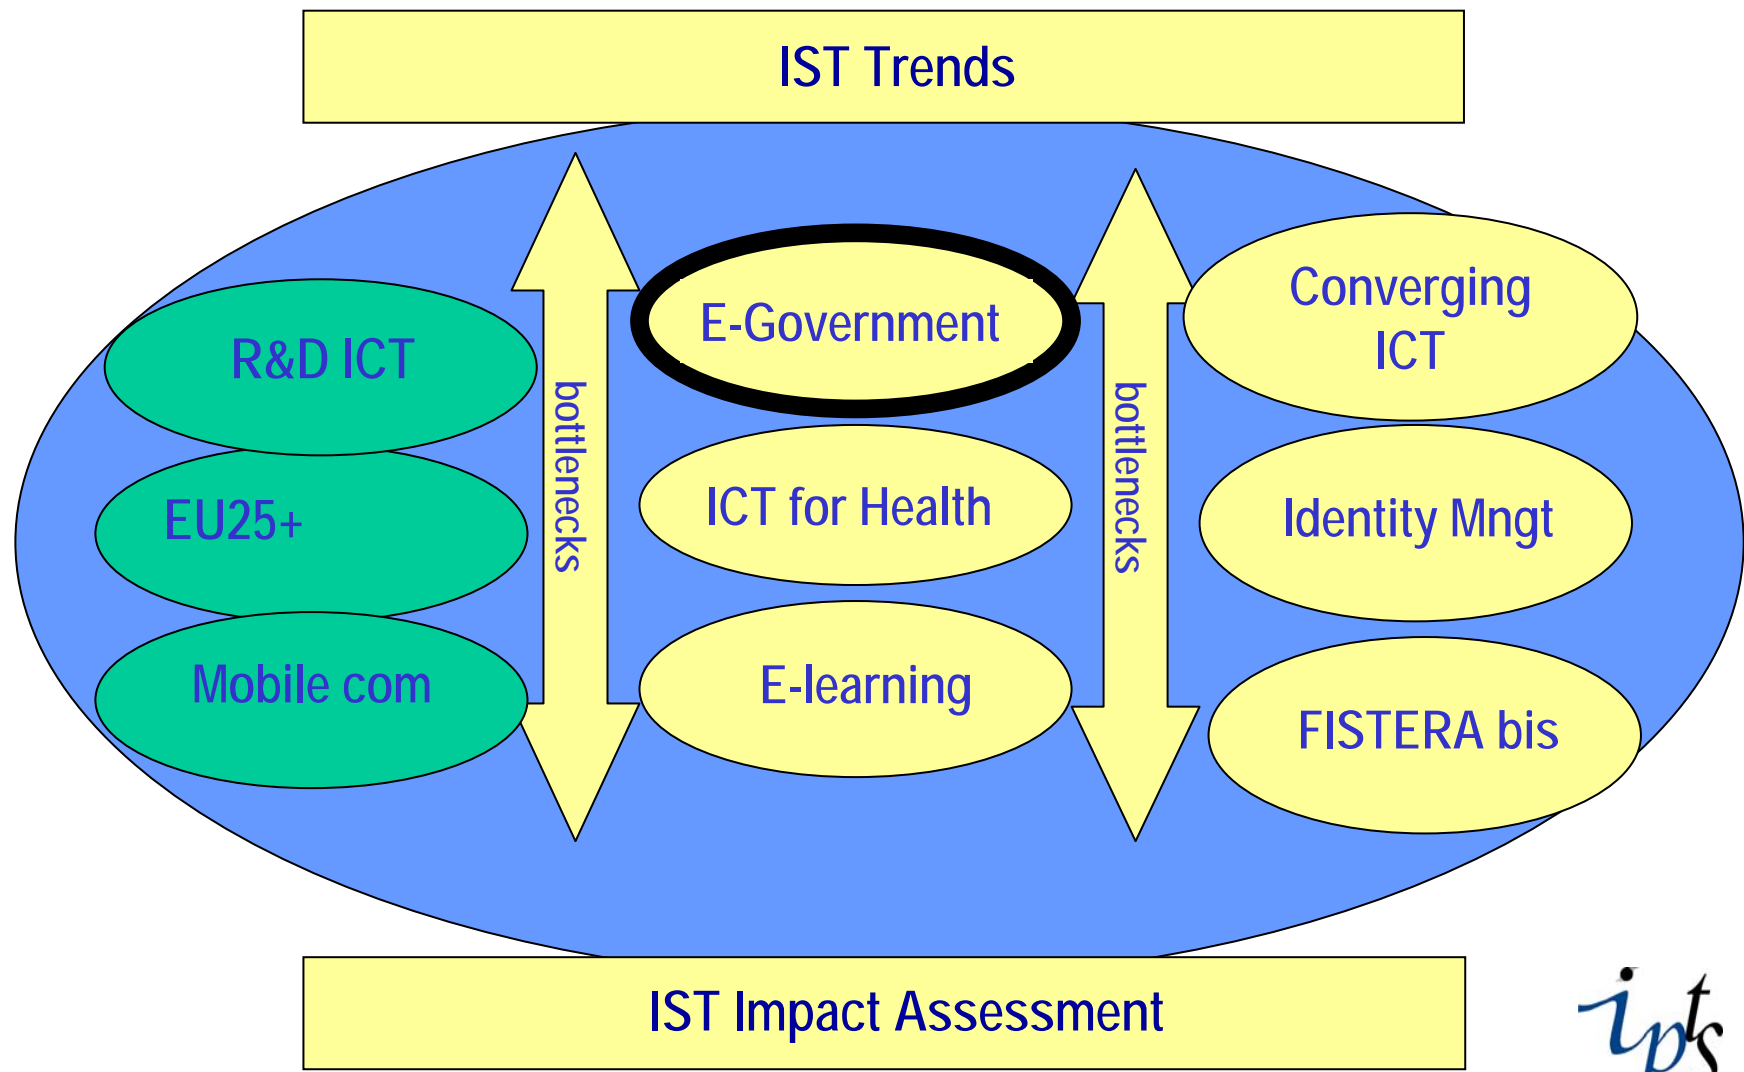 IST Trends
R&D ICT
EU25+
Mobile com
bottlenecks
E-Government
ICT for Health
E-learning
bottlenecks
Converging
ICT
Identity Mngt
FISTERA bis
IST Impact Assessment
ipts